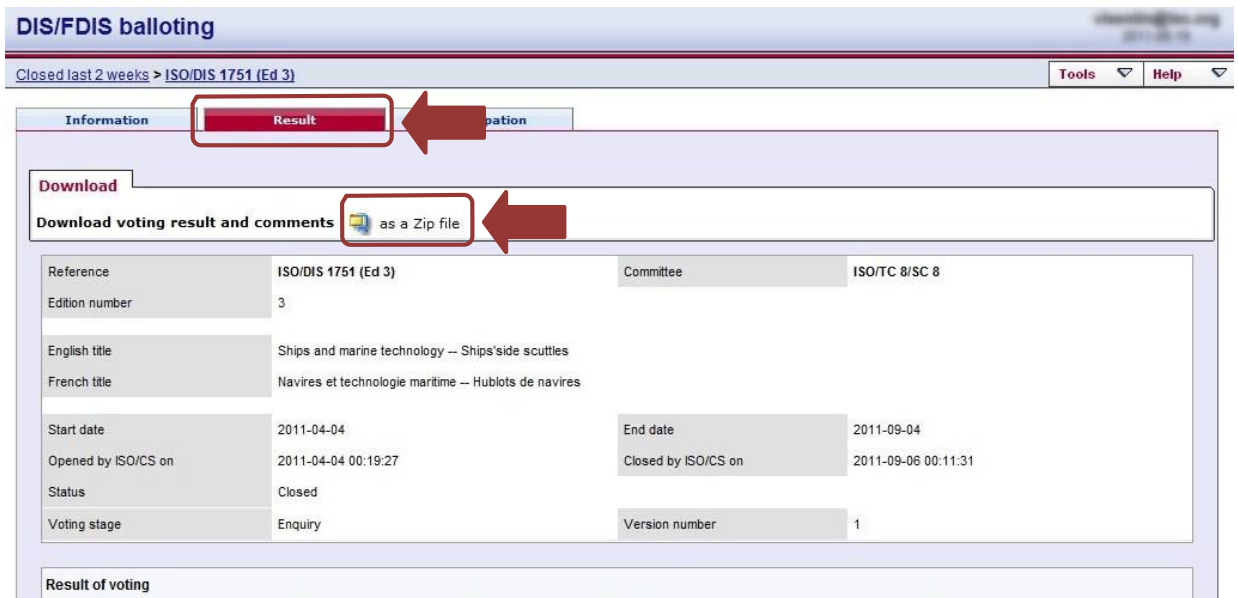 DIS/FDIS balloting
Closed last 2 weeks > ISO/DIS 1751 (Ed 3)
Tools Help
Information Result pation
Download
Download voting result and comments as a Zip file
Reference ISO/DIS 1751 (Ed 3) Committee ISO/TC 8/SC 8
Edition number 3
English title Ships and marine technology -- Ships'side scuttles
French title Navires et technologie maritime -- Hublots de navires
Start date 2011-04-04 End date 2011-09-04
Opened by ISO/CS on 2011-04-04 00:19:27 Closed by ISO/CS on 2011-09-06 00:11:31
Status Closed
Voting stage Enquiry Version number 1
Result of voting